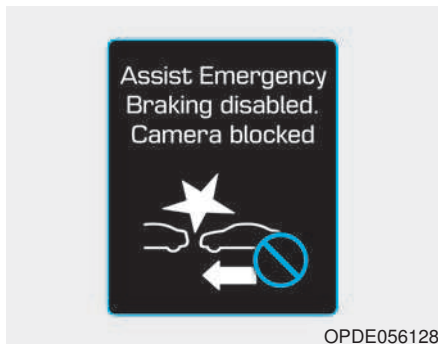 Assist Emergency
Braking disabled.
Camera blocked
OPDE056128